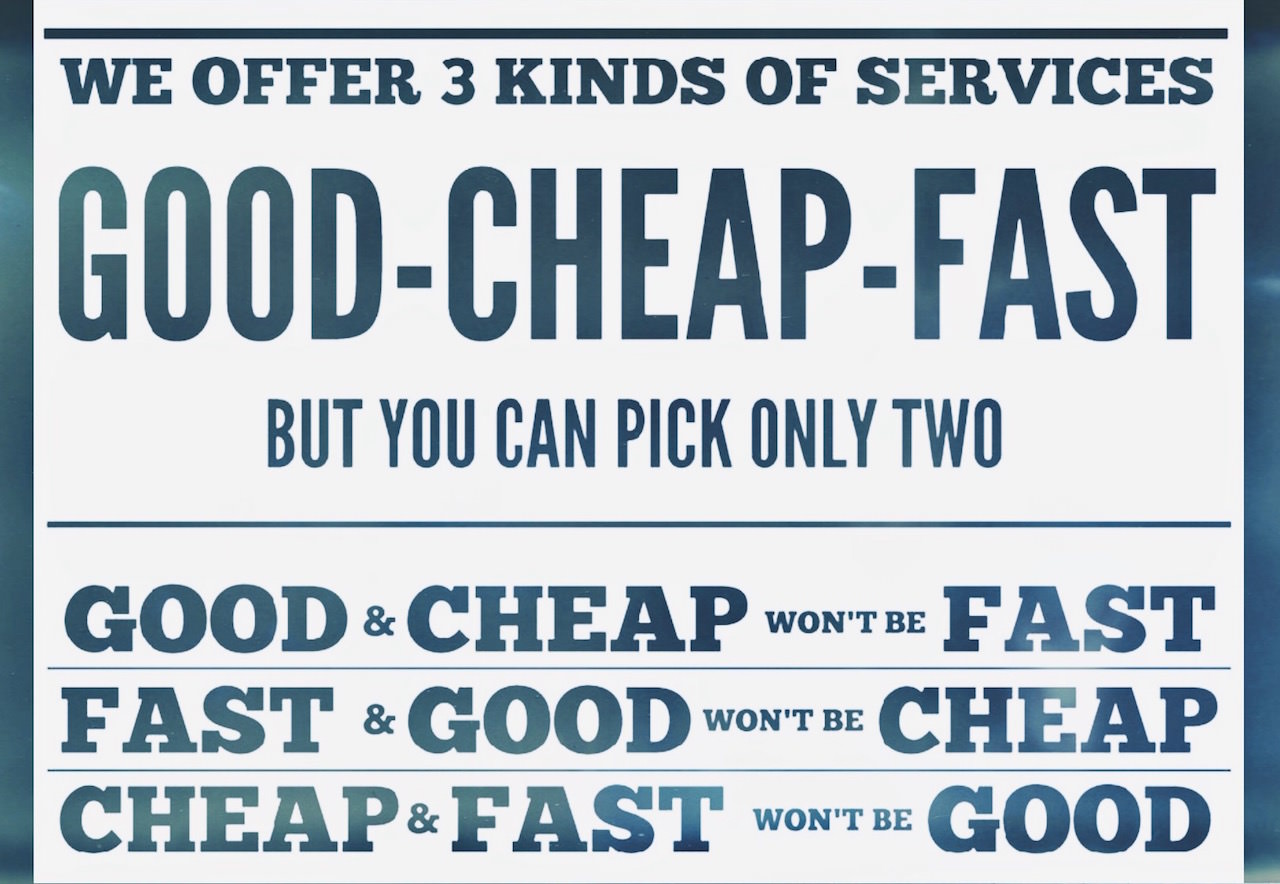 WE OFFER 3 KINDS OF SERVICES
GOOD-CHEAP-FAST
BUT YOU CAN PICK ONLY TWO
GOOD & CHEAP WON'T BE FAST
FAST & GOOD WON'T BE CHEAP
CHEAP & FAST WON'T BE GOOD